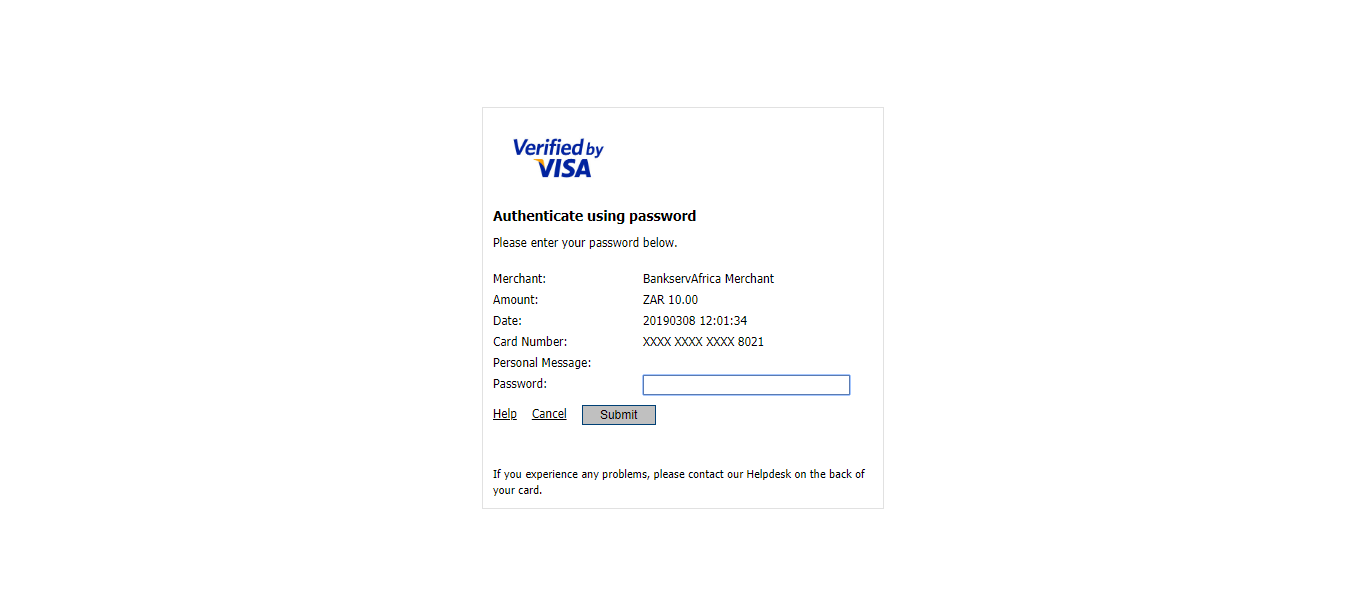 Verified by
VISA
Authenticate using password
Please enter your password below.
Merchant: BankservAfrica Merchant
Amount: ZAR 10.00
Date: 20190308 12:01:34
Card Number: XXXX XXXX XXXX 8021
Personal Message:
Password:
Help Cancel Submit
If you experience any problems, please contact our Helpdesk on the back of
your card.